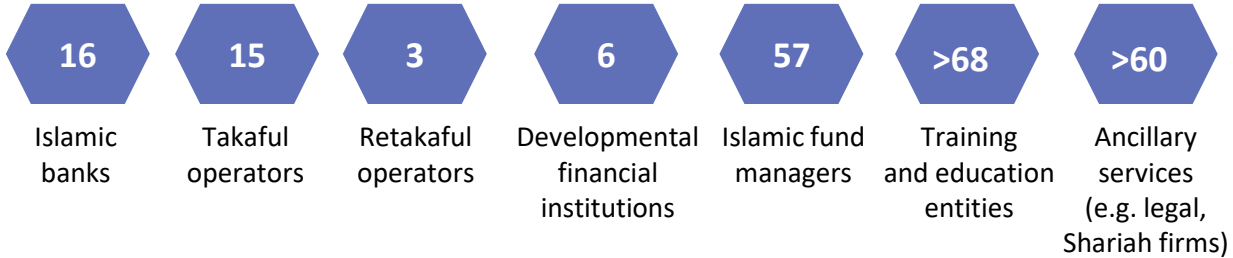 16
Islamic
banks
15
Takaful
operators
3
Retakaful
operators
6
Developmental
financial
institutions
57
Islamic fund
managers
>68
Training
and education
entities
>60
Ancillary
services
(e.g. legal,
Shariah firms)